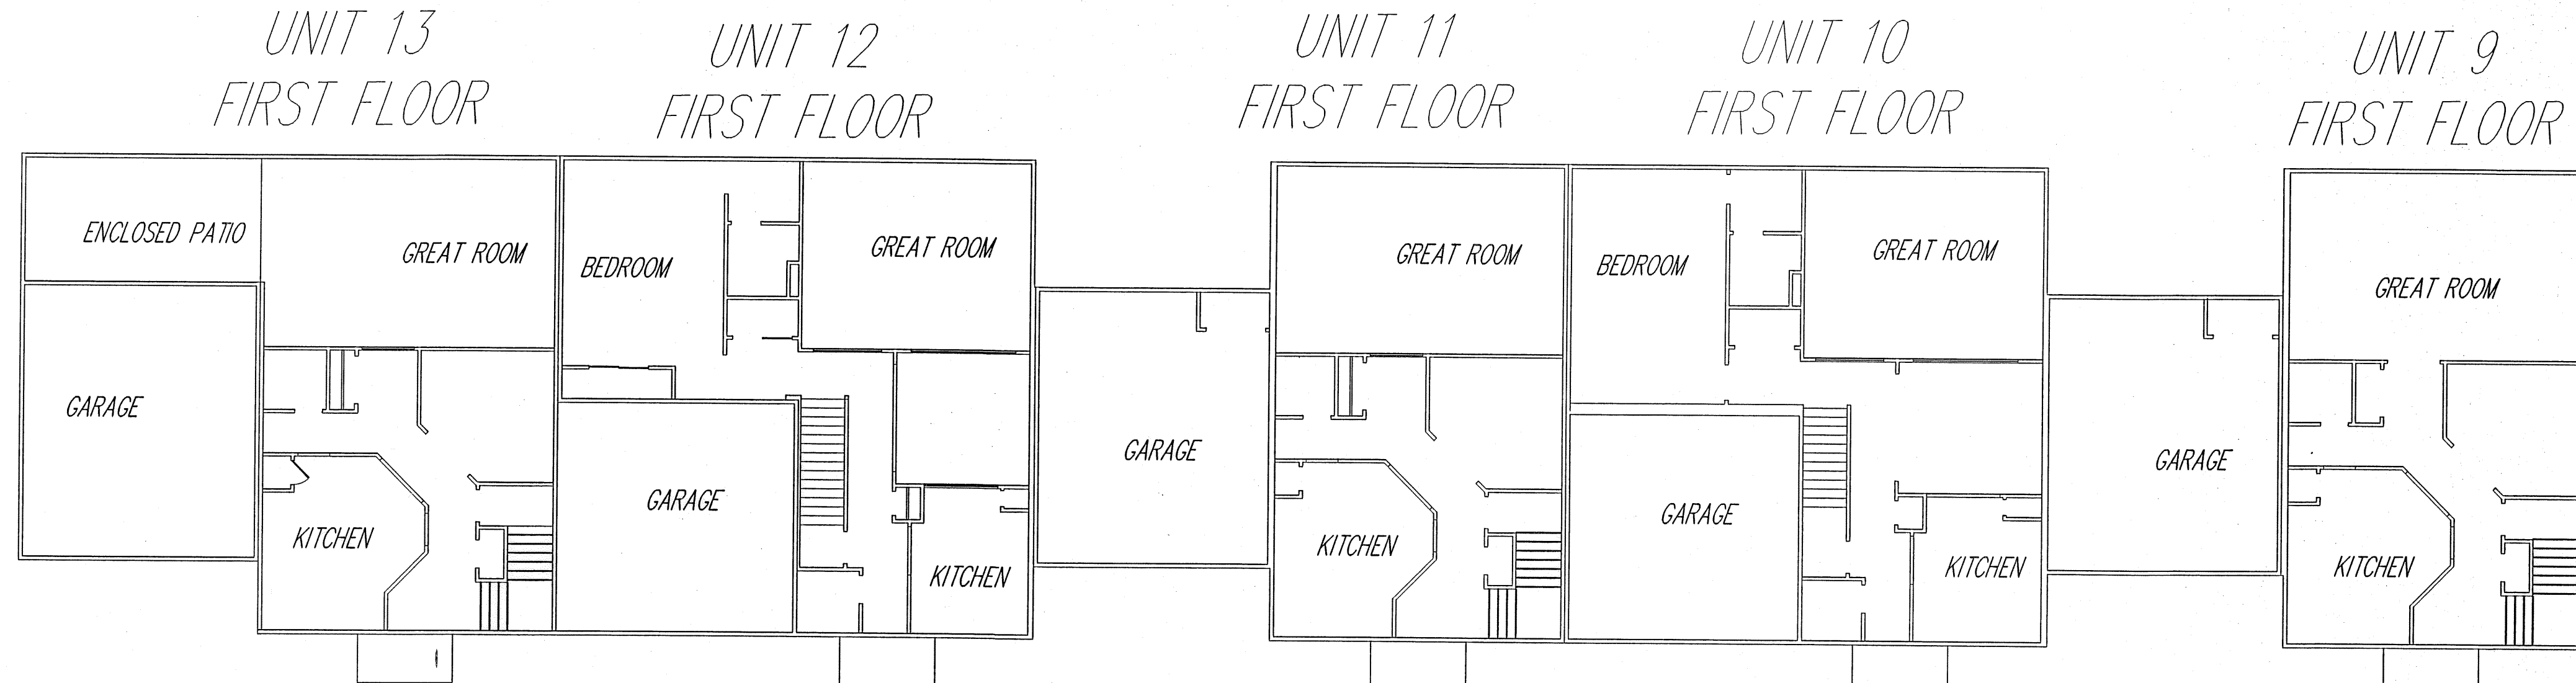 UNIT 13
FIRST FLOOR
UNIT 12
FIRST FLOOR
UNIT 11
FIRST FLOOR
UNIT 10
FIRST FLOOR
UNIT 9
FIRST FLOOR
ENCLOSED PATIO
GREAT ROOM
GARAGE
KITCHEN
BEDROOM
GREAT ROOM
GARAGE
KITCHEN
GARAGE
GREAT ROOM
KITCHEN
BEDROOM
GREAT ROOM
GARAGE
KITCHEN
GARAGE
GREAT ROOM
KITCHEN